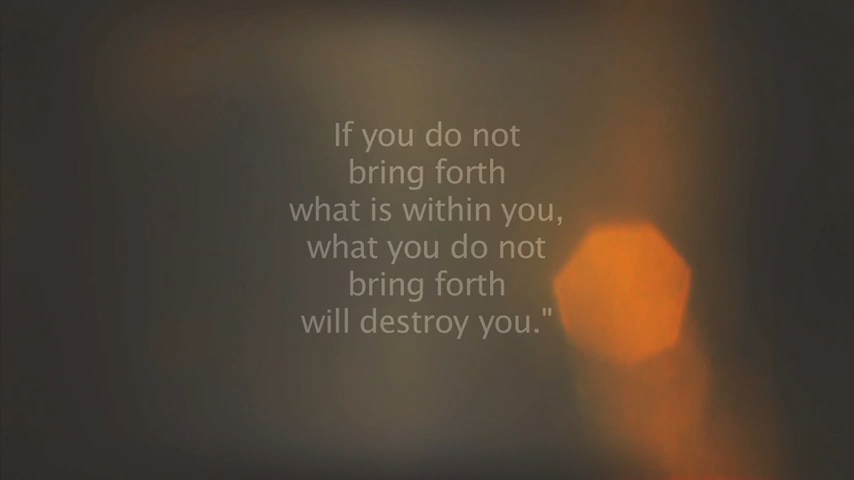 If you do not
bring forth
what is within you,
what you do not
bring forth
will destroy you."